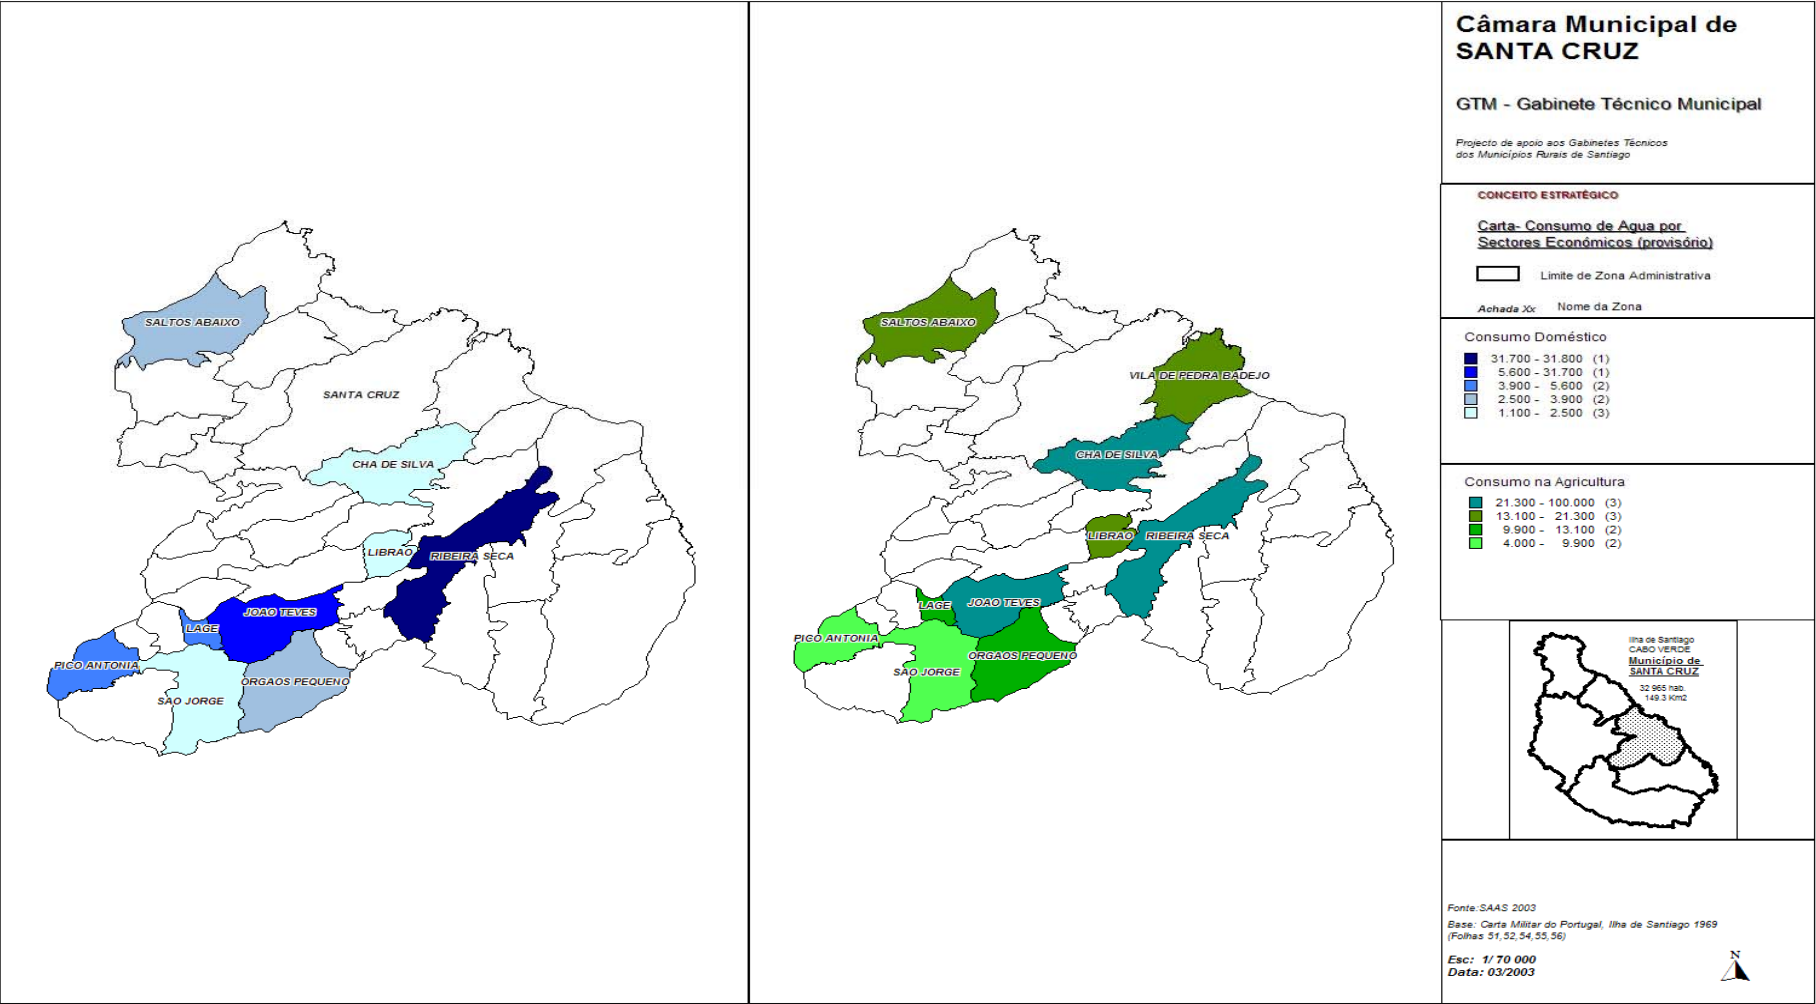 SALTOS ABAIXO
SANTA CRUZ
CHA DE SILVA
LIBRAO
RIBEIRA SECA
JOAO TEVES
LAGE
PICO ANTONIA
ORGAOS PEQUENO
SAO JORGE
SALTOS ABAIXO
VILA DE PEDRA BADEJO
CHA DE SILVA
LIBRAO
RIBEIRA SECA
LAGE
JOAO TEVES
PICO ANTONIA
ORGAOS PEQUENO
SAO JORGE
Câmara Municipal de
SANTA CRUZ
GTM - Gabinete Técnico Municipal
Projecto de apoio aos Gabinetes Técnicos
dos Municípios Rurais de Santiago
CONCEITO ESTRATÉGICO
Carta- Consumo de Agua por
Sectores Económicos (provisório)
Limite de Zona Administrativa
Achada Xx Nome da Zona
Consumo Doméstico
31.700 - 31.800 (1)
5.600 - 31.700 (1)
3.900 - 5.600 (2)
2.500 - 3.900 (2)
1.100 - 2.500 (3)
Consumo na Agricultura
21.300 - 100.000 (3)
13.100 - 21.300 (3)
9.900 - 13.100 (2)
4.000 - 9.900 (2)
Ilha de Santiago
CABO VERDE
Município de
SANTA CRUZ
32 965 hab.
149.3 Km2
Fonte:SAAS 2003
Base: Carta Militar do Portugal, Ilha de Santiago 1969
(Folhas 51,52,54,55,56)
Esc: 1/ 70 000
Data: 03/2003
N